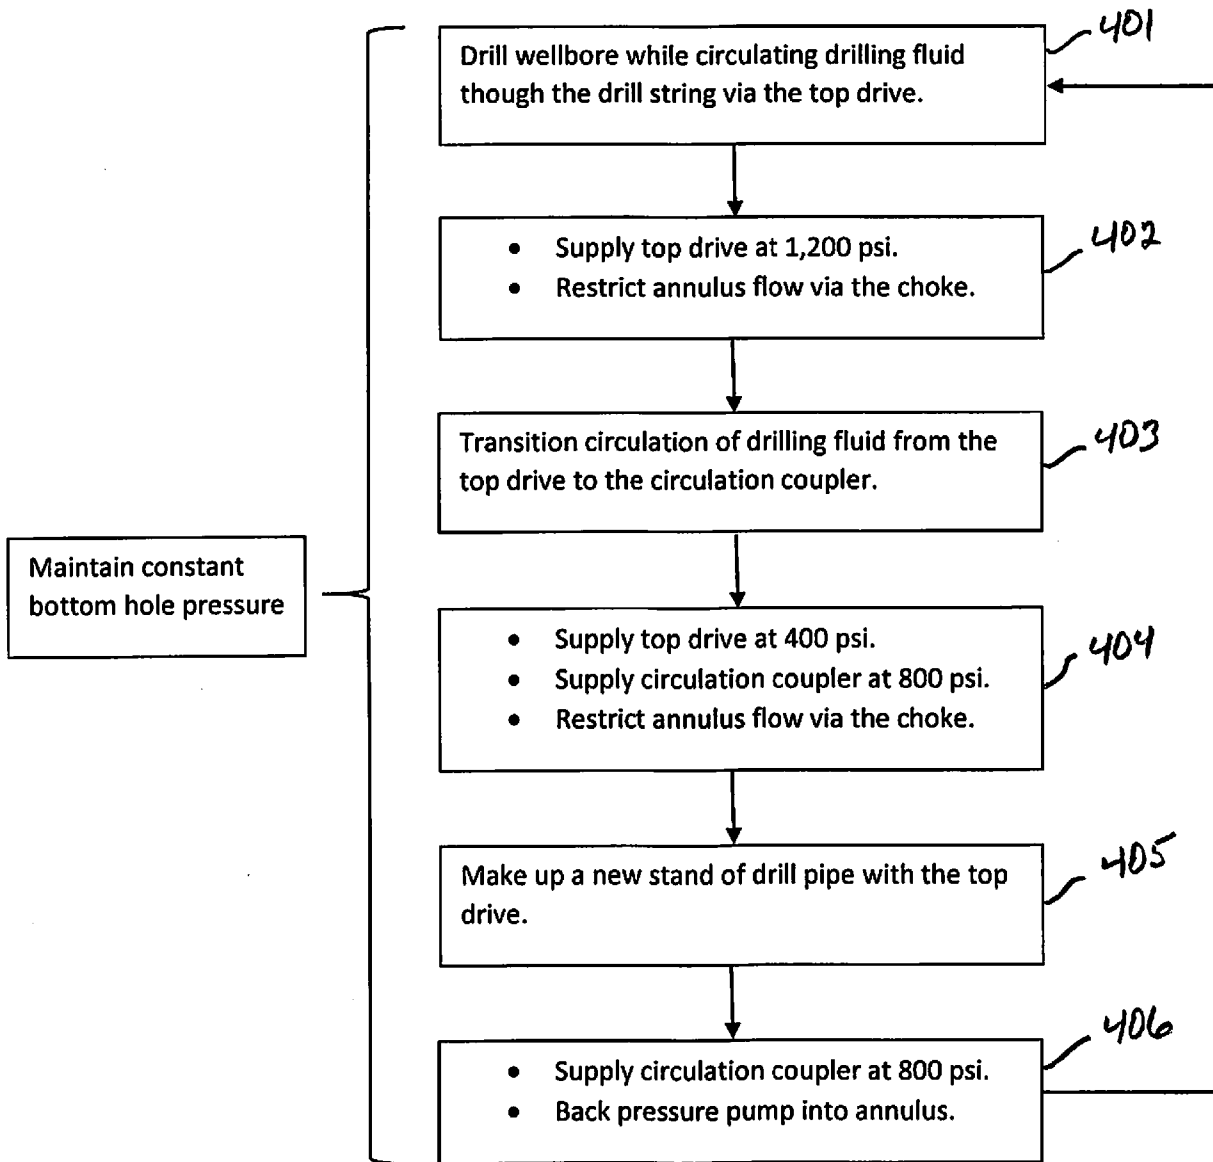 401
Drill wellbore while circulating drilling fluid
though the drill string via the top drive.
402
• Supply top drive at 1,200 psi.
• Restrict annulus flow via the choke.
403
Transition circulation of drilling fluid from the
top drive to the circulation coupler.
Maintain constant
bottom hole pressure
404
• Supply top drive at 400 psi.
• Supply circulation coupler at 800 psi.
• Restrict annulus flow via the choke.
405
Make up a new stand of drill pipe with the top
drive.
406
• Supply circulation coupler at 800 psi.
• Back pressure pump into annulus.